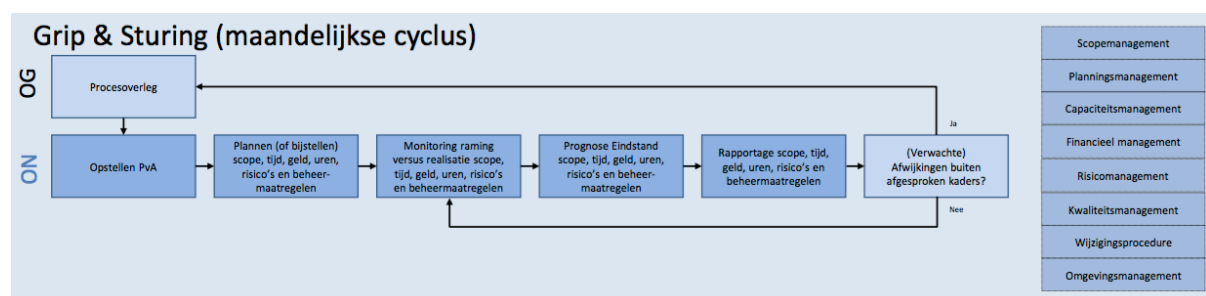 Grip & Sturing (maandelijkse cyclus)
OG
Procesoverleg
Ja
ON
Opstellen PvA
Plannen (of bijstellen)
scope, tijd, geld, uren,
risico's en beheer-
maatregelen
Monitoring raming
versus realisatie scope,
tijd, geld, uren, risico's
en beheermaatregelen
Prognose Eindstand
scope, tijd, geld, uren,
risico's en beheer-
maatregelen
Rapportage scope, tijd,
geld, uren, risico's en
beheermaatregelen
(Verwachte)
Afwijkingen buiten
afgesproken kaders?
Nee
Scopemanagement
Planningsmanagement
Capaciteitsmanagement
Financieel management
Risicomanagement
Kwaliteitsmanagement
Wijzigingsprocedure
Omgevingsmanagement